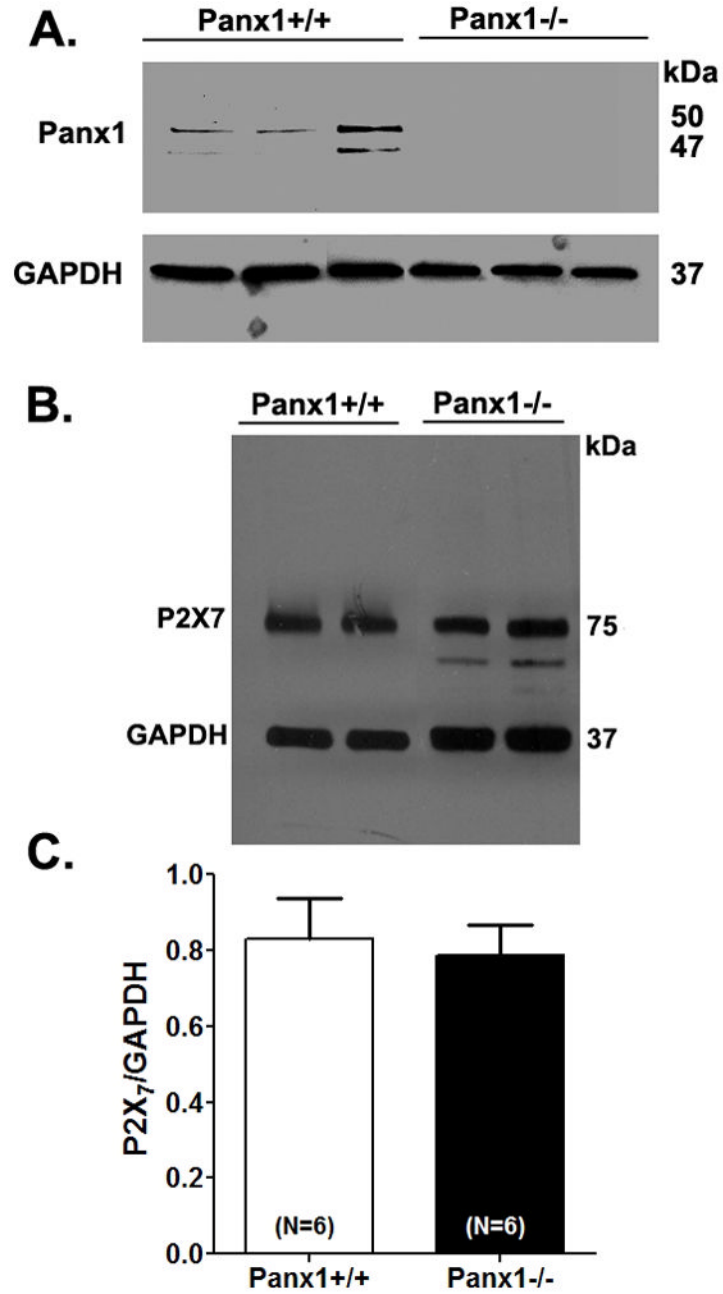 A.
Panx1+/+ Panx1-/-
kDa
Panx1
50
47
GAPDH
37
B.
Panx1+/+ Panx1-/-
kDa
P2X7
75
GAPDH
37
C.
1.0
0.8
0.6
0.4
0.2
0.0
P2X₇/GAPDH
(N=6) (N=6)
Panx1+/+ Panx1-/-